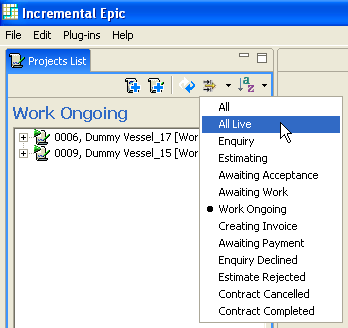 Incremental Epic
File Edit Plug-ins Help
Projects List
Work Ongoing
0006, Dummy Vessel_17 [Wor
0009, Dummy Vessel_15 [Wor
All
All Live
Enquiry
Estimating
Awaiting Acceptance
Awaiting Work
Work Ongoing
Creating Invoice
Awaiting Payment
Enquiry Declined
Estimate Rejected
Contract Cancelled
Contract Completed